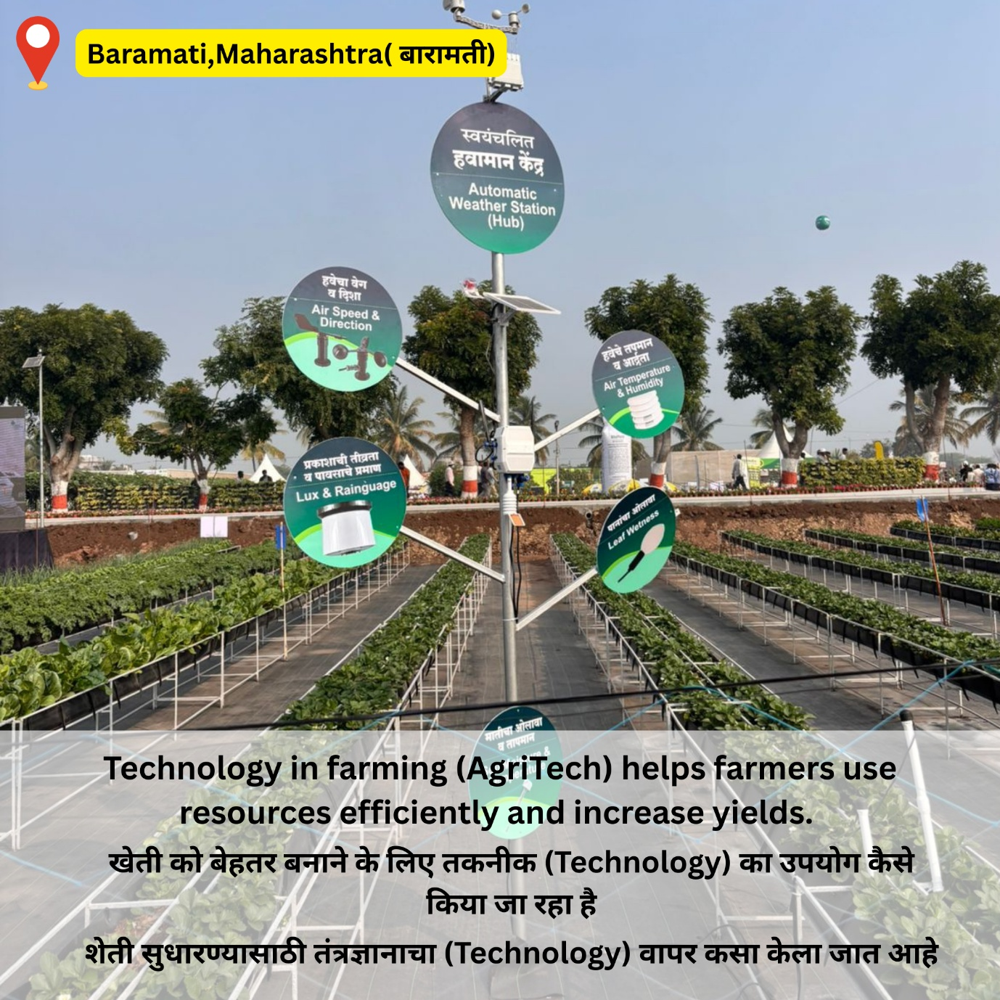 Baramati,Maharashtra( बारामती)
स्वयंचलित
हवामान केंद्र
Automatic
Weather Station
(Hub)
हवेचा वेग
व दिशा
Air Speed &
Direction
हवेचे तपमान
व आर्द्रता
Air Temperature
& Humidity
प्रकाशाची तीव्रता
व पावसाचे प्रमाण
Lux & Rainguage
पानांचा ओलावा
Leaf Wetness
मातीचा ओलावा
व तापमान
Technology in farming (AgriTech) helps farmers use
resources efficiently and increase yields.
खेती को बेहतर बनाने के लिए तकनीक (Technology) का उपयोग कैसे
किया जा रहा है
शेती सुधारण्यासाठी तंत्रज्ञानाचा (Technology) वापर कसा केला जात आहे